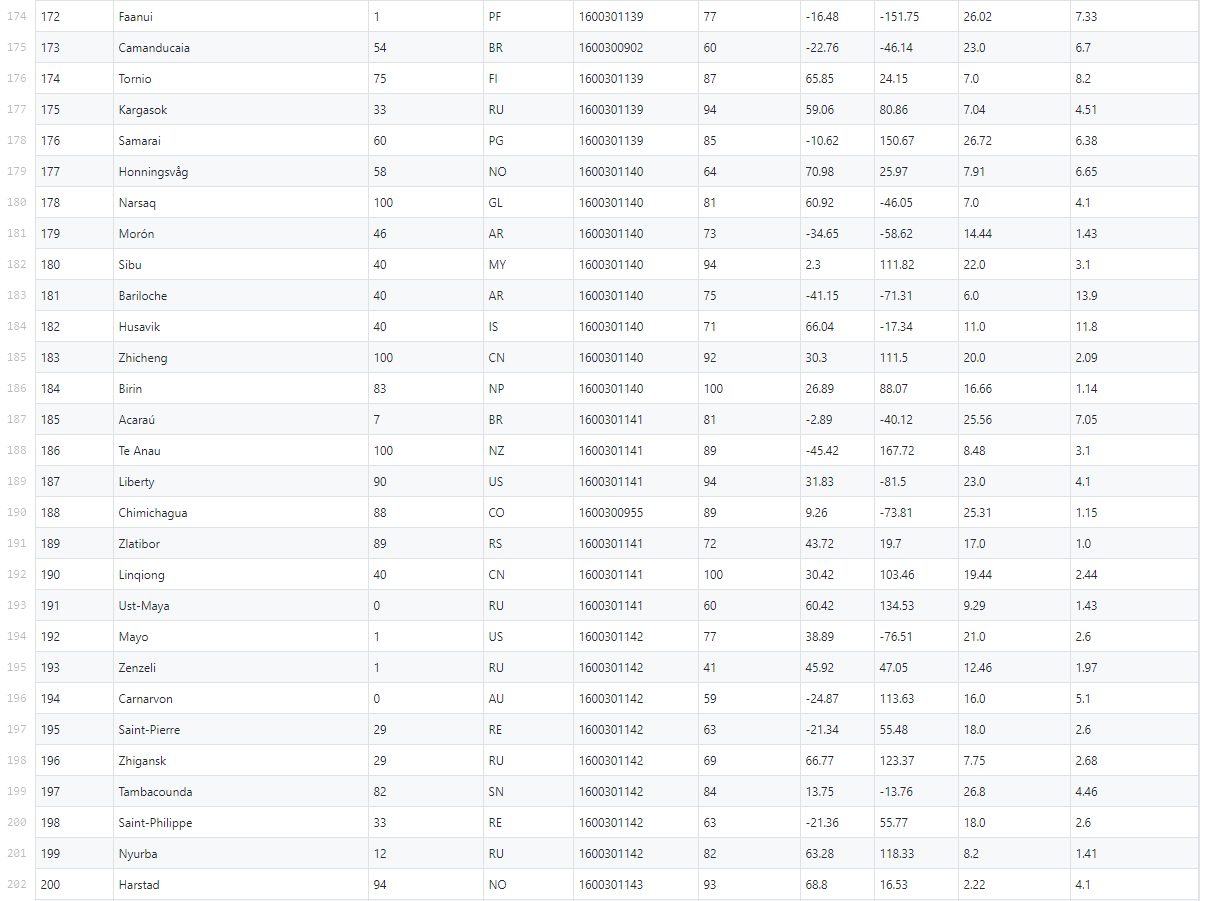 174 172 Faanui 1 PF 1600301139 77 -16.48 -151.75 26.02 7.33
175 173 Camanducaia 54 BR 1600300902 60 -22.76 -46.14 23.0 6.7
176 174 Tornio 75 FI 1600301139 87 65.85 24.15 7.0 8.2
177 175 Kargasok 33 RU 1600301139 94 59.06 80.86 7.04 4.51
178 176 Samarai 60 PG 1600301139 85 -10.62 150.67 26.72 6.38
179 177 Honningsvåg 58 NO 1600301140 64 70.98 25.97 7.91 6.65
180 178 Narsaq 100 GL 1600301140 81 60.92 -46.05 7.0 4.1
181 179 Morón 46 AR 1600301140 73 -34.65 -58.62 14.44 1.43
182 180 Sibu 40 MY 1600301140 94 2.3 111.82 22.0 3.1
183 181 Bariloche 40 AR 1600301140 75 -41.15 -71.31 6.0 13.9
184 182 Husavik 40 IS 1600301140 71 66.04 -17.34 11.0 11.8
185 183 Zhicheng 100 CN 1600301140 92 30.3 111.5 20.0 2.09
186 184 Birin 83 NP 1600301140 100 26.89 88.07 16.66 1.14
187 185 Acaraú 7 BR 1600301141 81 -2.89 -40.12 25.56 7.05
188 186 Te Anau 100 NZ 1600301141 89 -45.42 167.72 8.48 3.1
189 187 Liberty 90 US 1600301141 94 31.83 -81.5 23.0 4.1
190 188 Chimichagua 88 CO 1600300955 89 9.26 -73.81 25.31 1.15
191 189 Zlatibor 89 RS 1600301141 72 43.72 19.7 17.0 1.0
192 190 Linqiong 40 CN 1600301141 100 30.42 103.46 19.44 2.44
193 191 Ust-Maya 0 RU 1600301141 60 60.42 134.53 9.29 1.43
194 192 Mayo 1 US 1600301142 77 38.89 -76.51 21.0 2.6
195 193 Zenzeli 1 RU 1600301142 41 45.92 47.05 12.46 1.97
196 194 Carnarvon 0 AU 1600301142 59 -24.87 113.63 16.0 5.1
197 195 Saint-Pierre 29 RE 1600301142 63 -21.34 55.48 18.0 2.6
198 196 Zhigansk 29 RU 1600301142 69 66.77 123.37 7.75 2.68
199 197 Tambacounda 82 SN 1600301142 84 13.75 -13.76 26.8 4.46
200 198 Saint-Philippe 33 RE 1600301142 63 -21.36 55.77 18.0 2.6
201 199 Nyurba 12 RU 1600301142 82 63.28 118.33 8.2 1.41
202 200 Harstad 94 NO 1600301143 93 68.8 16.53 2.22 4.1